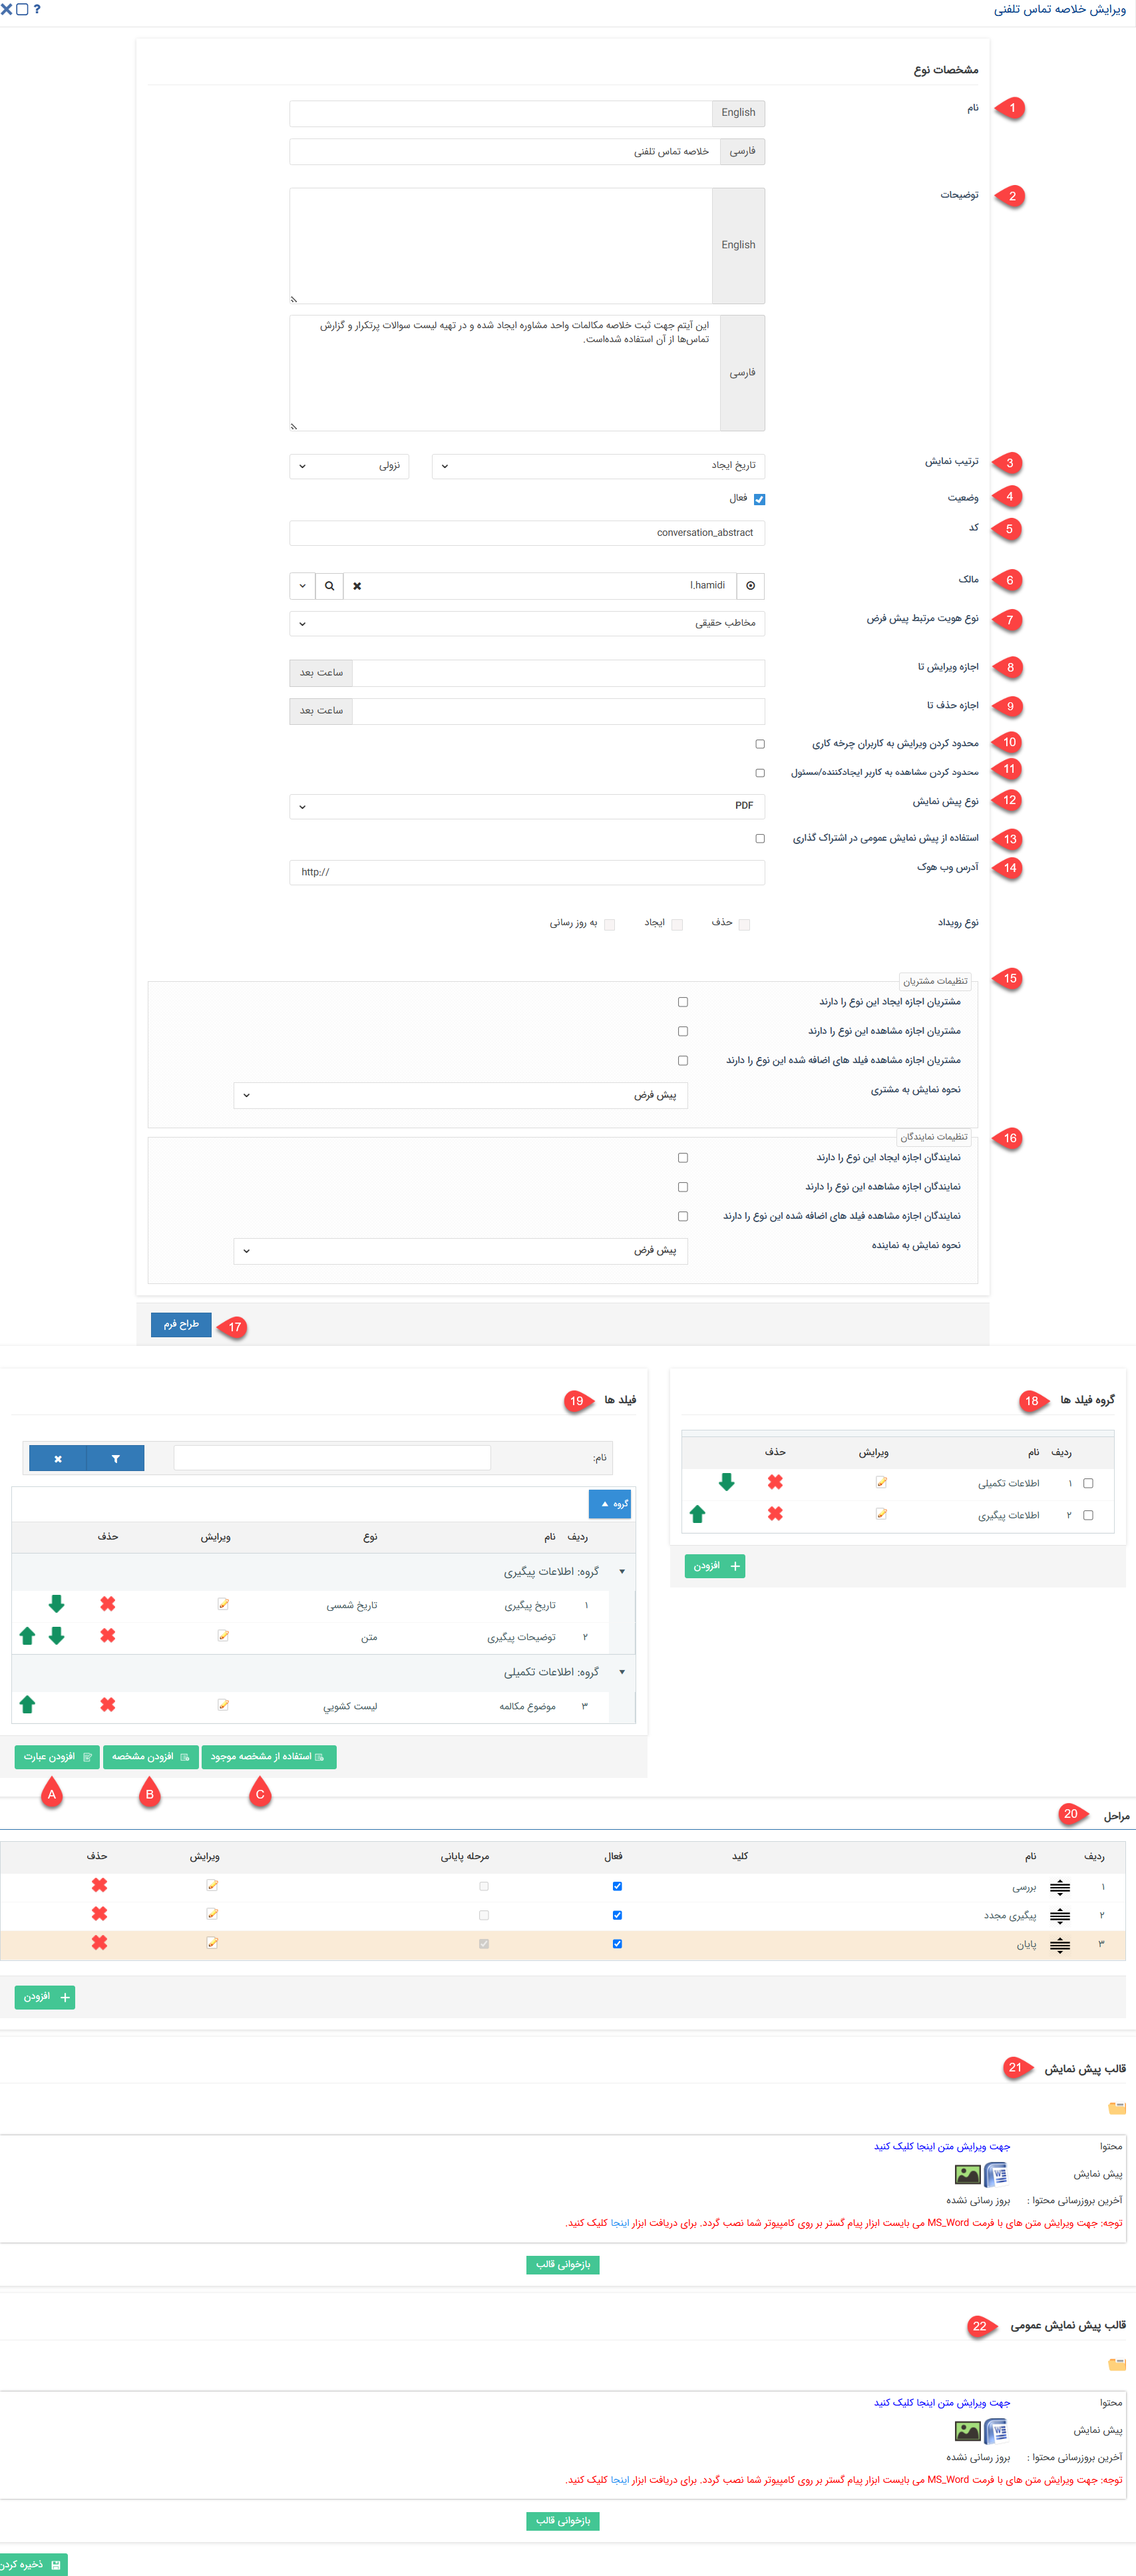 ویرایش خلاصه تماس تلفنی
?
مشخصات نوع
1 نام English
فارسی خلاصه تماس تلفنی
2 توضیحات
English
فارسی این آیتم جهت ثبت خلاصه مکالمات واحد مشاوره ایجاد شده و در تهیه لیست سوالات پرتکرار و گزارش
تماس‌ها از آن استفاده شده‌است.
3 ترتیب نمایش تاریخ ایجاد نزولی
4 وضعیت فعال
5 کد conversation_abstract
6 مالک l,hamidi
7 نوع هویت مرتبط پیش فرض مخاطب حقیقی
8 اجازه ویرایش تا ساعت بعد
9 اجازه حذف تا ساعت بعد
10 محدود کردن ویرایش به کاربران چرخه کاری
11 محدود کردن مشاهده به کاربر ایجادکننده/مسئول
12 نوع پیش نمایش PDF
13 استفاده از پیش نمایش عمومی در اشتراک گذاری
14 آدرس وب هوک http://
نوع رویداد حذف ایجاد به روز رسانی
15 تنظیمات مشتریان
مشتریان اجازه ایجاد این نوع را دارند
مشتریان اجازه مشاهده این نوع را دارند
مشتریان اجازه مشاهده فیلد های اضافه شده این نوع را دارند
نحوه نمایش به مشتری پیش فرض
16 تنظیمات نمایندگان
نمایندگان اجازه ایجاد این نوع را دارند
نمایندگان اجازه مشاهده این نوع را دارند
نمایندگان اجازه مشاهده فیلد های اضافه شده این نوع را دارند
نحوه نمایش به نماینده پیش فرض
طراح فرم 17
گروه فیلد ها 18
ردیف نام ویرایش حذف
۱ اطلاعات تکمیلی
۲ اطلاعات پیگیری
افزودن
فیلد ها 19
نام:
گروه
ردیف نام نوع ویرایش حذف
گروه: اطلاعات پیگیری
۱ تاریخ پیگیری تاریخ شمسی
۲ توضیحات پیگیری متن
گروه: اطلاعات تکمیلی
۳ موضوع مکالمه لیست کشویی
استفاده از مشخصه موجود افزودن مشخصه افزودن عبارت
C B A
مراحل 20
ردیف نام کلید فعال مرحله پایانی ویرایش حذف
۱ بررسی
۲ پیگیری مجدد
۳ پایان
افزودن
قالب پیش نمایش 21
محتوا جهت ویرایش متن اینجا کلیک کنید
پیش نمایش
آخرین بروزرسانی محتوا : بروز رسانی نشده
توجه: جهت ویرایش متن های با فرمت MS_Word می بایست ابزار پیام گستر بر روی کامپیوتر شما نصب گردد. برای دریافت ابزار اینجا کلیک کنید.
بازخوانی قالب
قالب پیش نمایش عمومی 22
محتوا جهت ویرایش متن اینجا کلیک کنید
پیش نمایش
آخرین بروزرسانی محتوا : بروز رسانی نشده
توجه: جهت ویرایش متن های با فرمت MS_Word می بایست ابزار پیام گستر بر روی کامپیوتر شما نصب گردد. برای دریافت ابزار اینجا کلیک کنید.
بازخوانی قالب
ذخیره کردن